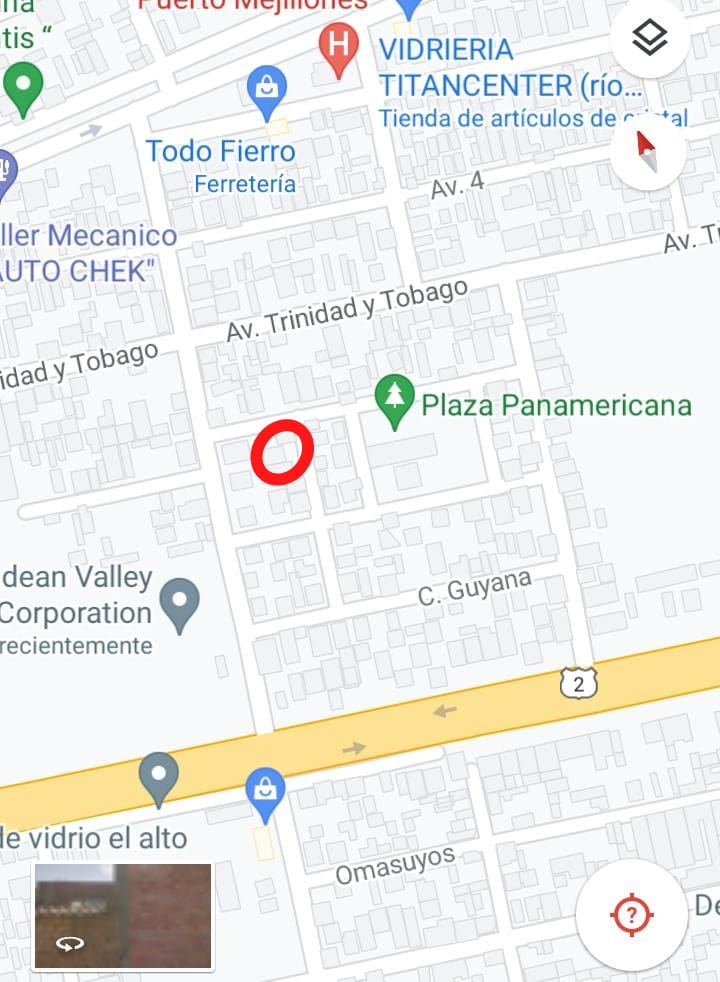 Puerto Mejillones
tis “
H
VIDRIERIA
TITANCENTER (río...
Tienda de artículos de cristal
Todo Fierro
Ferretería
Av. 4
ller Mecanico
AUTO CHEK"
Av. Tr
Av. Trinidad y Tobago
idad y Tobago
Plaza Panamericana
dean Valley
Corporation
recientemente
C. Guyana
2
de vidrio el alto
Omasuyos
?
De